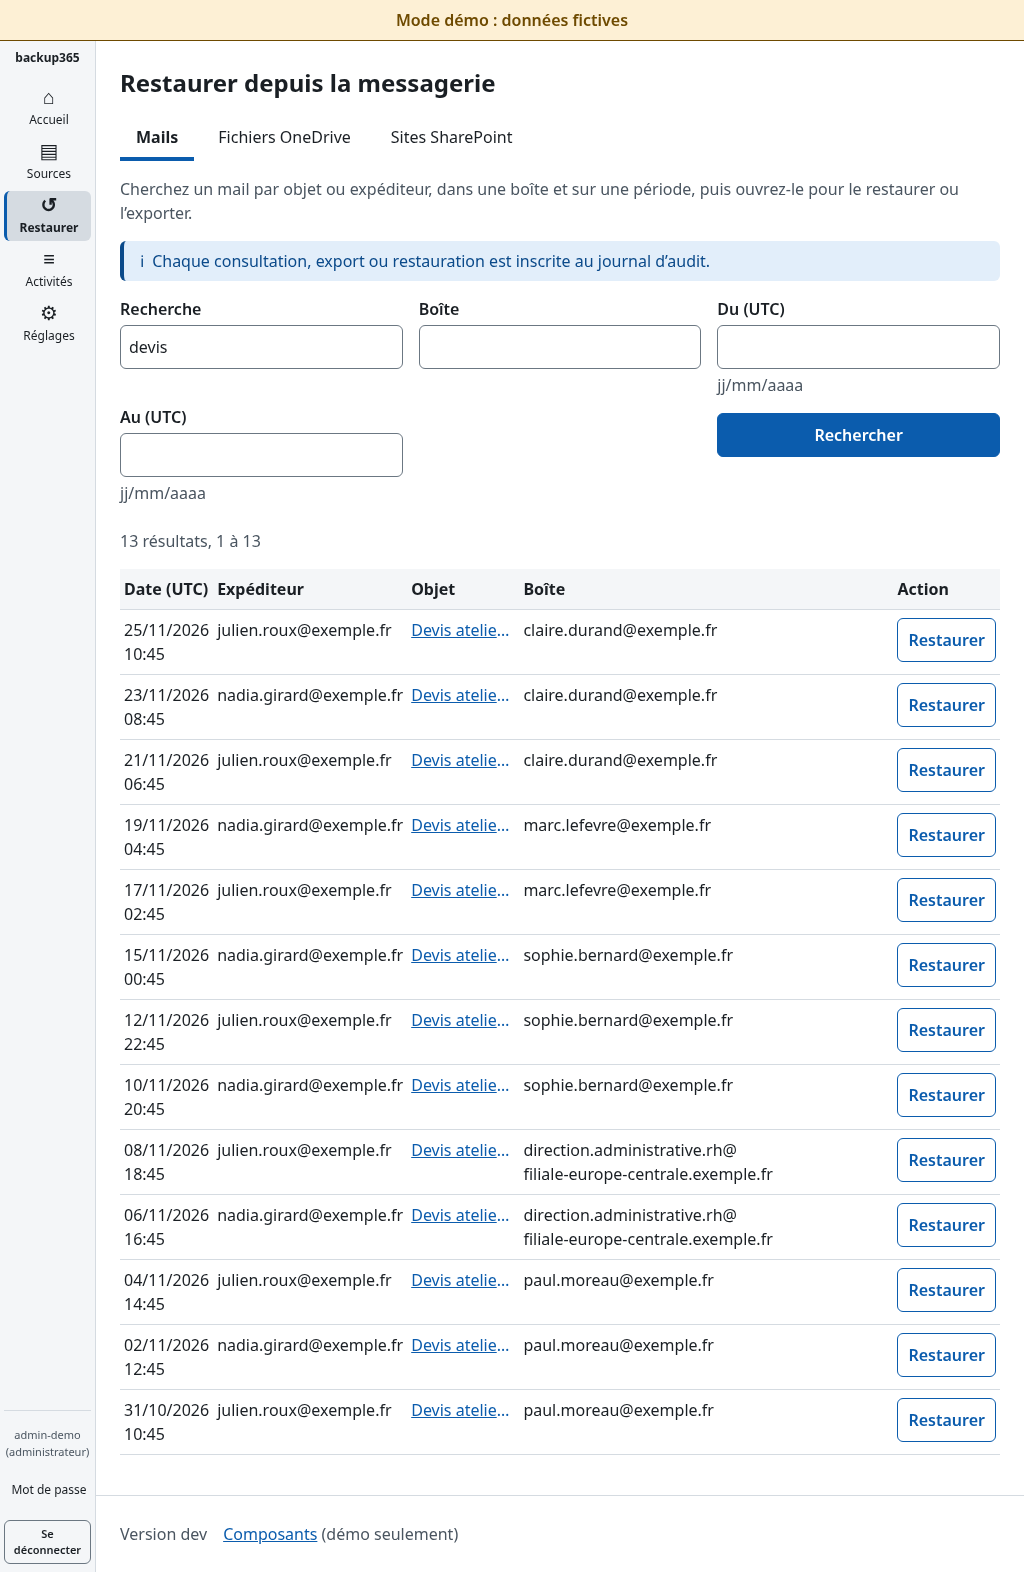 Mode démo : données fictives
backup365
Accueil
Sources
Restaurer
Activités
Réglages
admin-demo
(administrateur)
Mot de passe
Se
déconnecter
Restaurer depuis la messagerie
Mails Fichiers OneDrive Sites SharePoint
Cherchez un mail par objet ou expéditeur, dans une boîte et sur une période, puis ouvrez-le pour le restaurer ou
l’exporter.
i Chaque consultation, export ou restauration est inscrite au journal d’audit.
Recherche Boîte Du (UTC)
devis
jj/mm/aaaa
Au (UTC)
Rechercher
jj/mm/aaaa
13 résultats, 1 à 13
Date (UTC) Expéditeur Objet Boîte Action
25/11/2026 julien.roux@exemple.fr Devis atelie... claire.durand@exemple.fr Restaurer
10:45
23/11/2026 nadia.girard@exemple.fr Devis atelie... claire.durand@exemple.fr Restaurer
08:45
21/11/2026 julien.roux@exemple.fr Devis atelie... claire.durand@exemple.fr Restaurer
06:45
19/11/2026 nadia.girard@exemple.fr Devis atelie... marc.lefevre@exemple.fr Restaurer
04:45
17/11/2026 julien.roux@exemple.fr Devis atelie... marc.lefevre@exemple.fr Restaurer
02:45
15/11/2026 nadia.girard@exemple.fr Devis atelie... sophie.bernard@exemple.fr Restaurer
00:45
12/11/2026 julien.roux@exemple.fr Devis atelie... sophie.bernard@exemple.fr Restaurer
22:45
10/11/2026 nadia.girard@exemple.fr Devis atelie... sophie.bernard@exemple.fr Restaurer
20:45
08/11/2026 julien.roux@exemple.fr Devis atelie... direction.administrative.rh@ Restaurer
18:45 filiale-europe-centrale.exemple.fr
06/11/2026 nadia.girard@exemple.fr Devis atelie... direction.administrative.rh@ Restaurer
16:45 filiale-europe-centrale.exemple.fr
04/11/2026 julien.roux@exemple.fr Devis atelie... paul.moreau@exemple.fr Restaurer
14:45
02/11/2026 nadia.girard@exemple.fr Devis atelie... paul.moreau@exemple.fr Restaurer
12:45
31/10/2026 julien.roux@exemple.fr Devis atelie... paul.moreau@exemple.fr Restaurer
10:45
Version dev Composants (démo seulement)